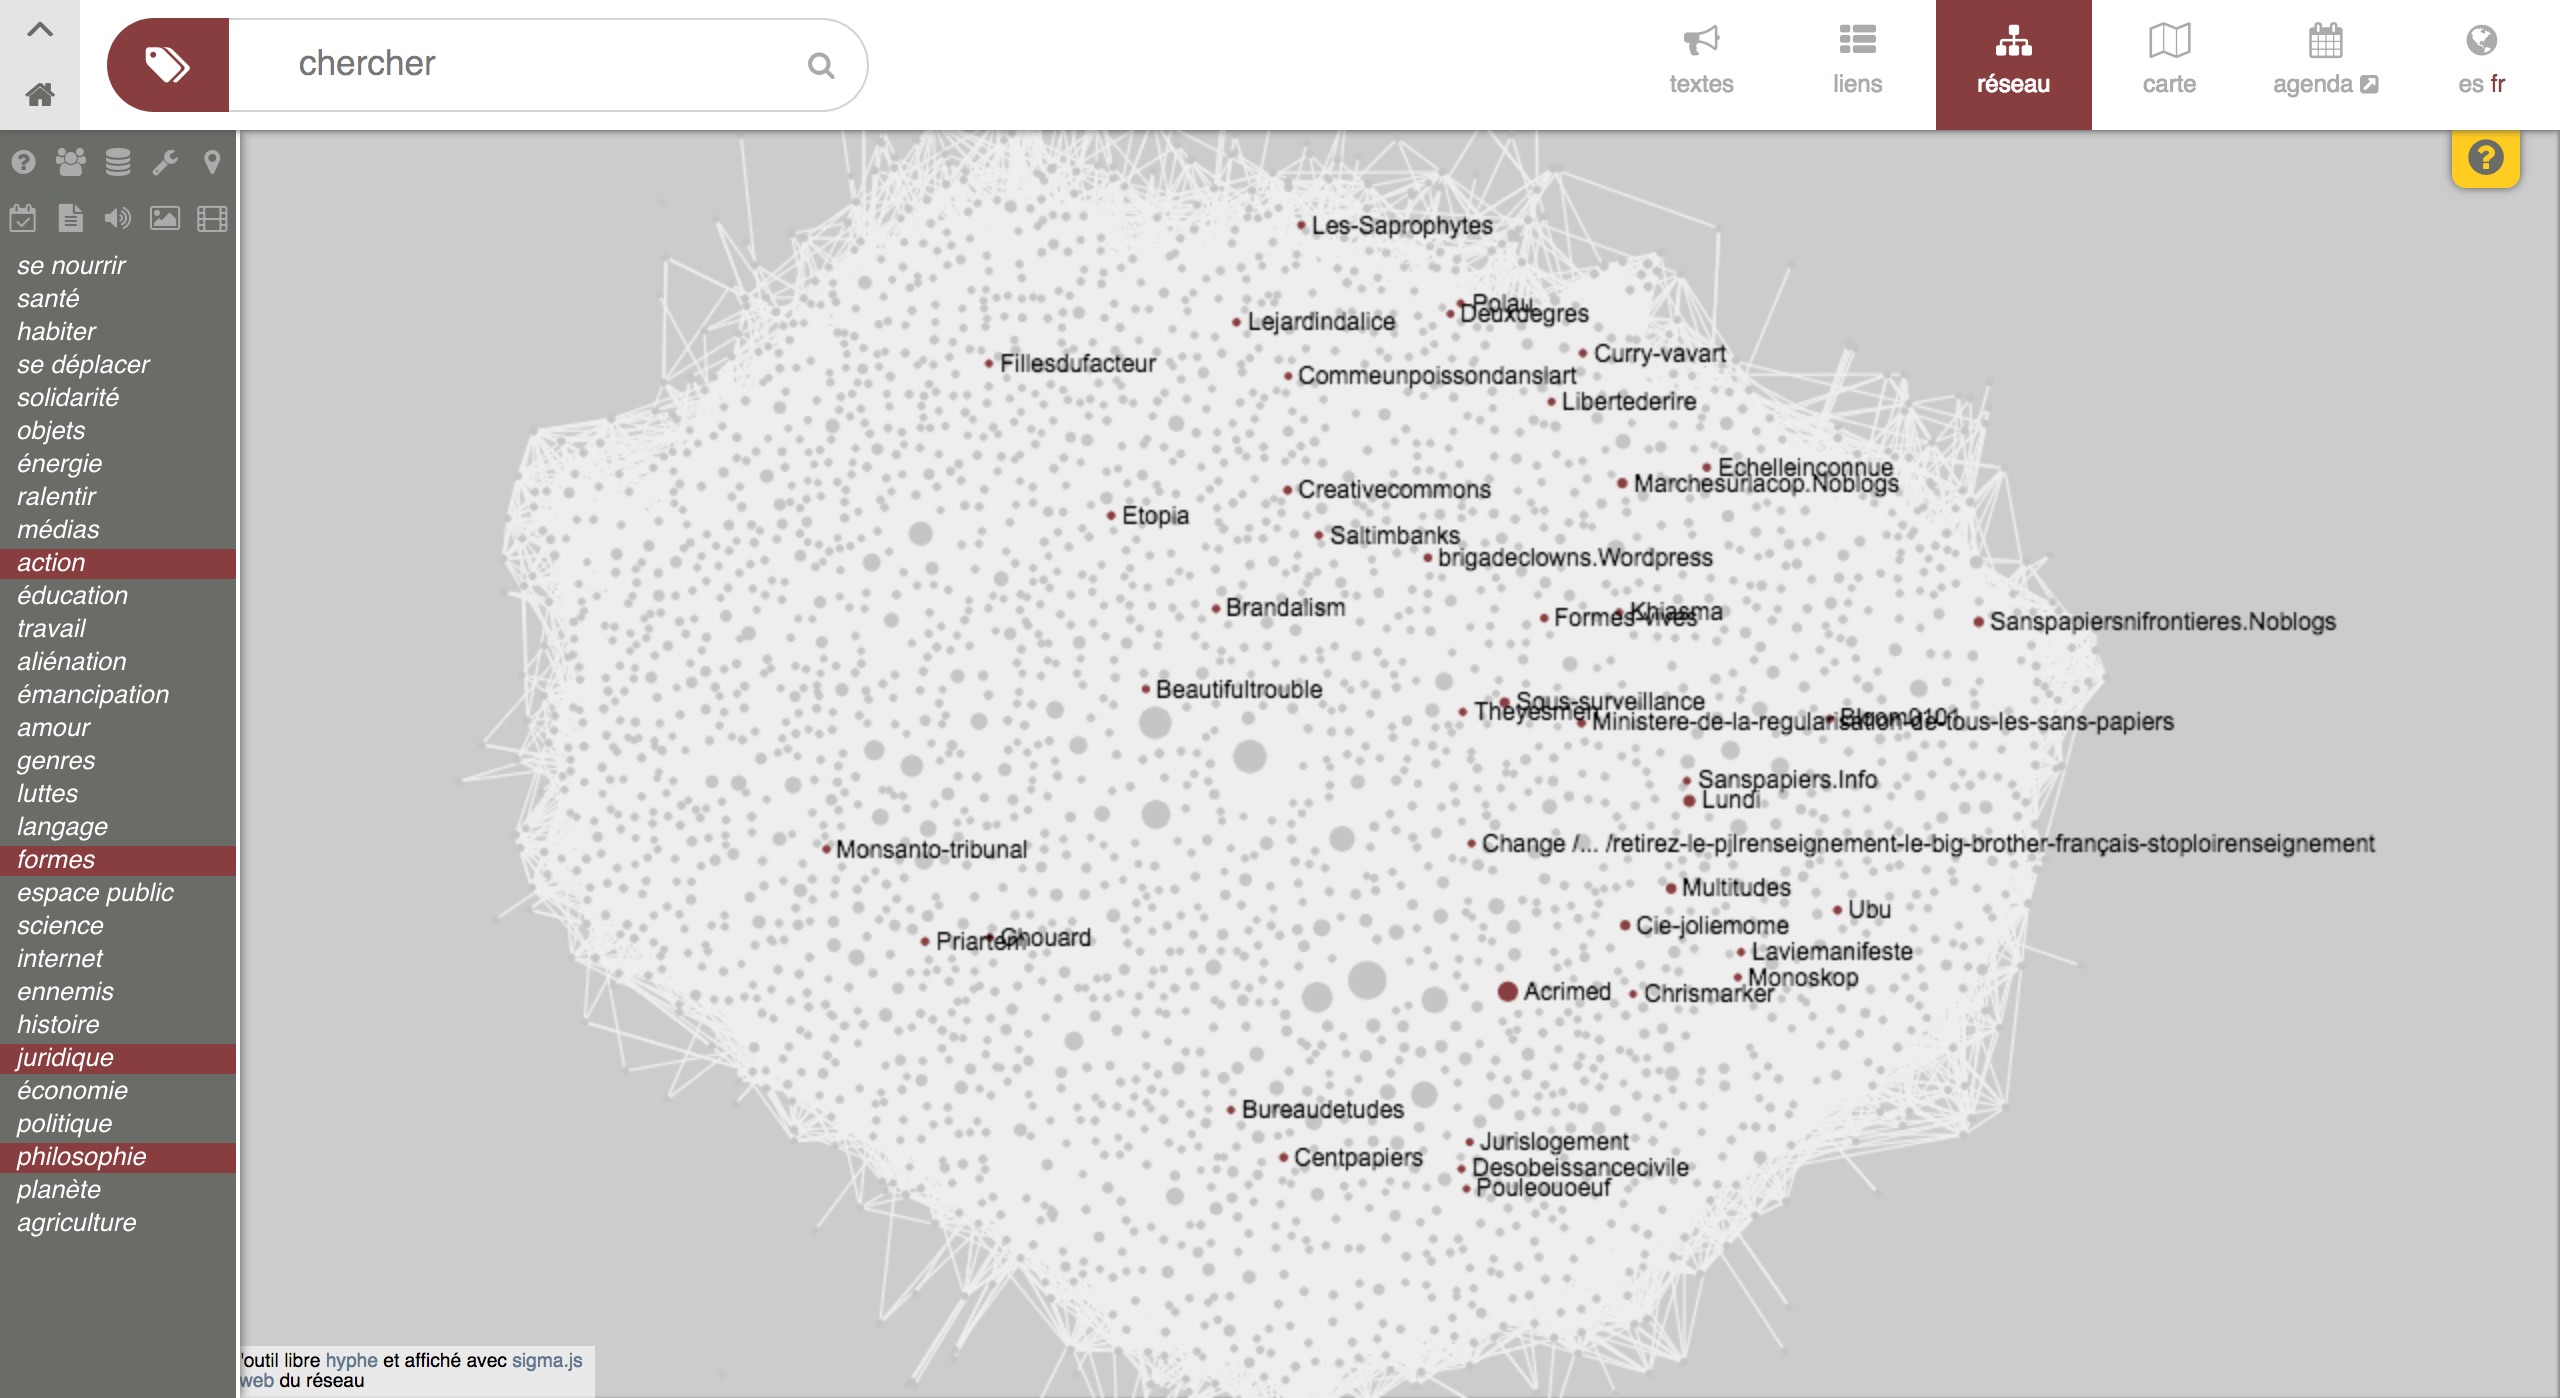 chercher
textes
liens
réseau
carte
agenda
es fr
se nourrir
santé
habiter
se déplacer
solidarité
objets
énergie
ralentir
médias
action
éducation
travail
aliénation
émancipation
amour
genres
luttes
langage
formes
espace public
science
internet
ennemis
histoire
juridique
économie
politique
philosophie
planète
agriculture
Les-Saprophytes
Polau
Deuxdegres
Lejardindalice
Curry-vavart
Fillesdufacteur
Commeunpoissondanslart
Libertederire
Echelleinconnue
Marchesurlacop.Noblogs
Creativecommons
Etopia
Saltimbanks
brigadeclowns.Wordpress
Brandalism
Khiasma
Formes-vives
Sanspapiersnifrontieres.Noblogs
Beautifultrouble
Sous-surveillance
Theyesmen
Ministere-de-la-regularisation-de-tous-les-sans-papiers
Sanspapiers.Info
Lundi
Change /... /retirez-le-pjlrenseignement-le-big-brother-français-stoploirenseignement
Monsanto-tribunal
Multitudes
Ubu
Cie-joliemome
Priartem
Chouard
Laviemanifeste
Monoskop
Acrimed
Chrismarker
Bureaudetudes
Jurislogement
Centpapiers
Desobeissancecivile
Pouleouoeuf
'outil libre hyphe et affiché avec sigma.js
web du réseau